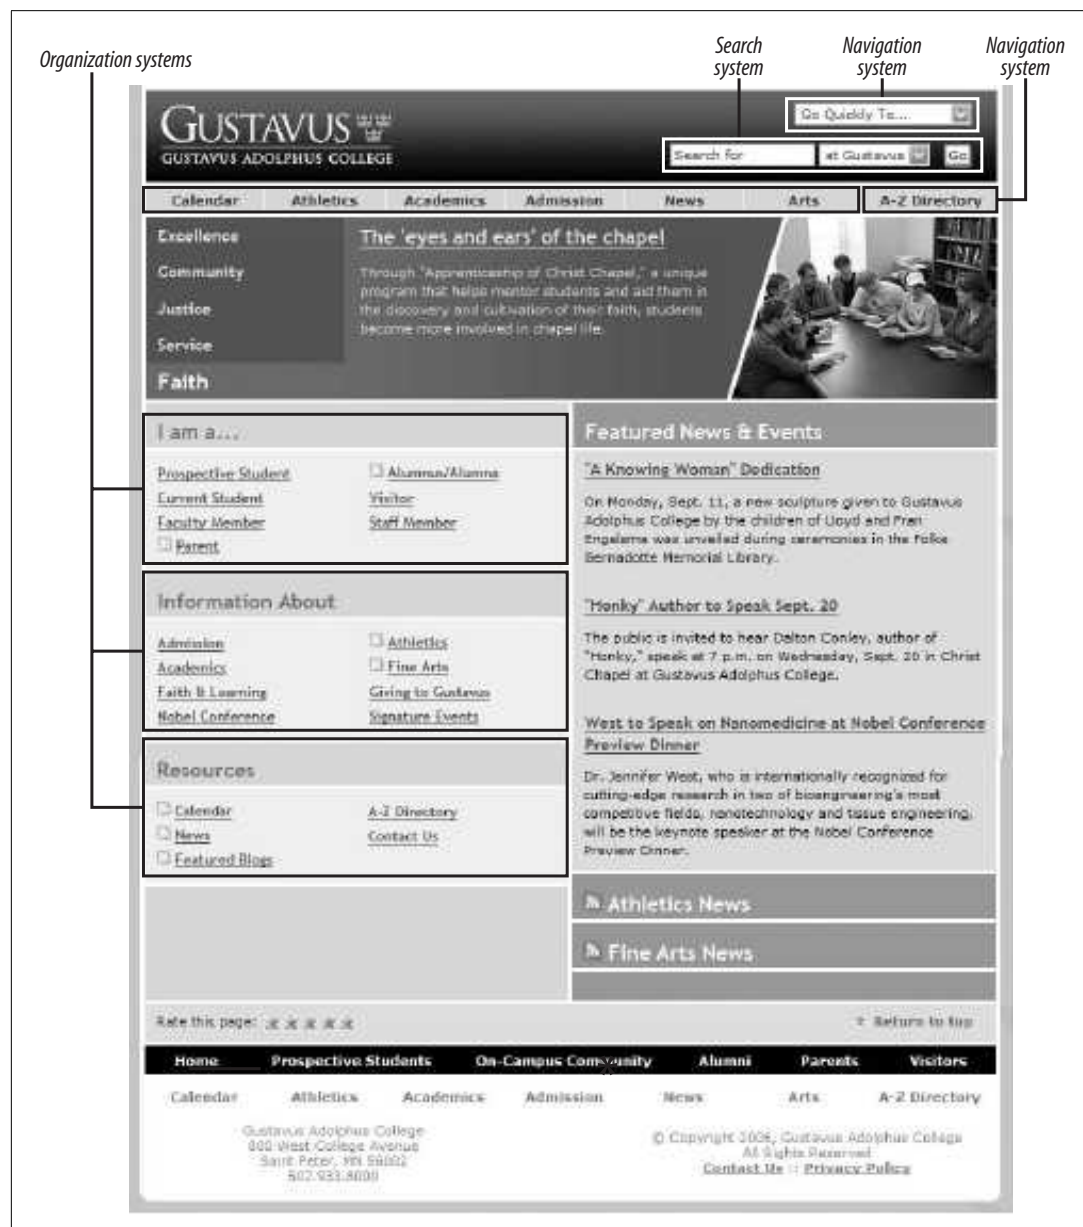 Organization systems
Search system
Navigation system
Navigation system
GUSTAVUS
GUSTAVUS ADOLPHUS COLLEGE
Go Quickly To...
Search for at Gustavus Go
Calendar Athletics Academics Admission News Arts A-Z Directory
Excellence
Community
Justice
Service
Faith
The 'eyes and ears' of the chapel
Through "Apprenticeship of Christ Chapel," a unique
program that helps mentor students and aid them in
the discovery and cultivation of their faith, students
become more involved in chapel life.
I am a...
Prospective Student
Current Student
Faculty Member
Parent
Alumnus/Alumna
Visitor
Staff Member
Information About
Admission
Academics
Faith & Learning
Nobel Conference
Athletics
Fine Arts
Giving to Gustavus
Signature Events
Resources
Calendar
News
Featured Blogs
A-Z Directory
Contact Us
Featured News & Events
"A Knowing Woman" Dedication
On Monday, Sept. 11, a new sculpture given to Gustavus
Adolphus College by the children of Lloyd and Fran
Engelsma was unveiled during ceremonies in the Folke
Bernadotte Memorial Library.
"Honky" Author to Speak Sept. 20
The public is invited to hear Dalton Conley, author of
"Honky," speak at 7 p.m. on Wednesday, Sept. 20 in Christ
Chapel at Gustavus Adolphus College.
West to Speak on Nanomedicine at Nobel Conference
Preview Dinner
Dr. Jennifer West, who is internationally recognized for
cutting-edge research in two of bioengineering's most
competitive fields, nanotechnology and tissue engineering,
will be the keynote speaker at the Nobel Conference
Preview Dinner.
Athletics News
Fine Arts News
Rate this page:
Return to top
Home Prospective Students On-Campus Community Alumni Parents Visitors
Calendar Athletics Academics Admission News Arts A-Z Directory
Gustavus Adolphus College
800 West College Avenue
Saint Peter, MN 56082
507.933.8000
© Copyright 2006, Gustavus Adolphus College
All Rights Reserved
Contact Us :: Privacy Policy